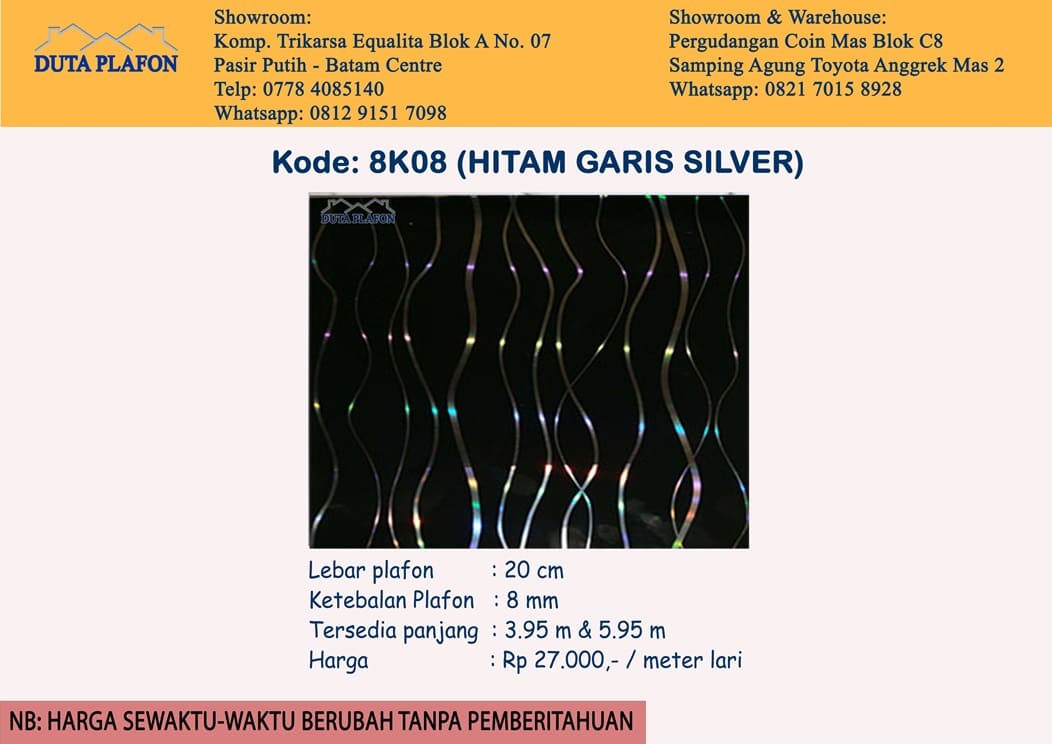 DUTA PLAFON
Showroom:
Komp. Trikarsa Equalita Blok A No. 07
Pasir Putih - Batam Centre
Telp: 0778 4085140
Whatsapp: 0812 9151 7098
Showroom & Warehouse:
Pergudangan Coin Mas Blok C8
Samping Agung Toyota Anggrek Mas 2
Whatsapp: 0821 7015 8928
Kode: 8K08 (HITAM GARIS SILVER)
DUTA PLAFON
Lebar plafon : 20 cm
Ketebalan Plafon : 8 mm
Tersedia panjang : 3.95 m & 5.95 m
Harga : Rp 27.000,- / meter lari
NB: HARGA SEWAKTU-WAKTU BERUBAH TANPA PEMBERITAHUAN